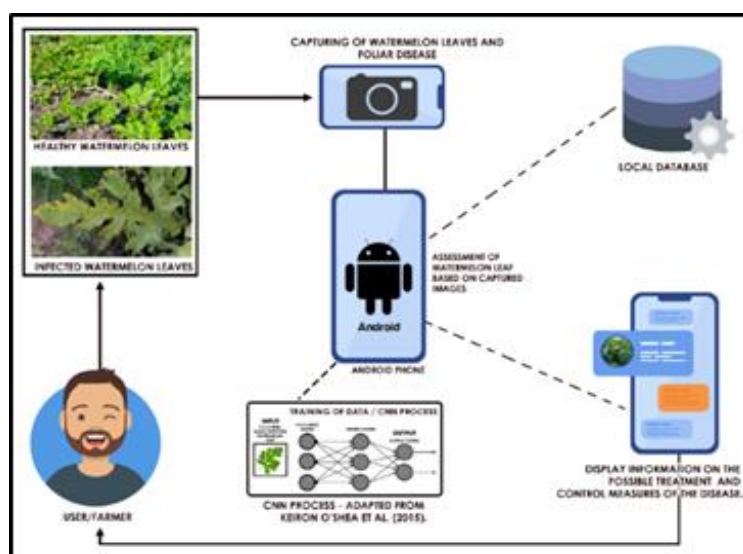 CAPTURING OF WATERMELON LEAVES AND
FOLIAR DISEASE
HEALTHY WATERMELON LEAVES
INFECTED WATERMELON LEAVES
LOCAL DATABASE
ASSESSMENT OF
WATERMELON LEAF
BASED ON CAPTURED
IMAGES
Android
ANDROID PHONE
TRAINING OF DATA / CNN PROCESS
INPUT
OUTPUT
CNN PROCESS - ADAPTED FROM
KEIRON O'SHEA ET AL. (2015).
USER/FARMER
DISPLAY INFORMATION ON THE
POSSIBLE TREATMENT AND
CONTROL MEASURES OF THE DISEASE.